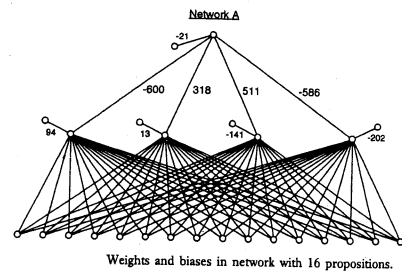 Network A
-21
-600 318 511 -586
94 13 -141 -202
Weights and biases in network with 16 propositions.